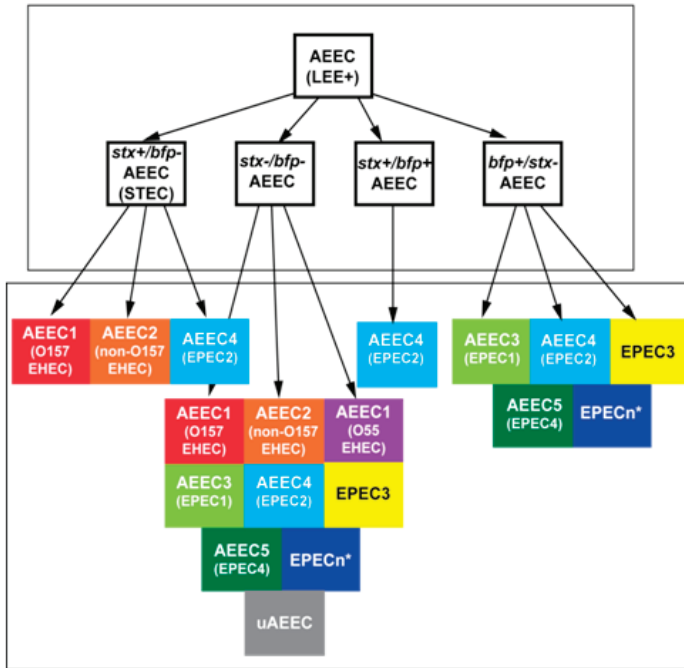 AEEC
(LEE+)
stx+/bfp-
AEEC
(STEC)
stx-/bfp-
AEEC
stx+/bfp+
AEEC
bfp+/stx-
AEEC
AEEC1
(O157
EHEC)
AEEC2
(non-O157
EHEC)
AEEC4
(EPEC2)
AEEC4
(EPEC2)
AEEC3
(EPEC1)
AEEC4
(EPEC2)
EPEC3
AEEC5
(EPEC4)
EPECn*
AEEC1
(O157
EHEC)
AEEC2
(non-O157
EHEC)
AEEC1
(O55
EHEC)
AEEC3
(EPEC1)
AEEC4
(EPEC2)
EPEC3
AEEC5
(EPEC4)
EPECn*
uAEEC